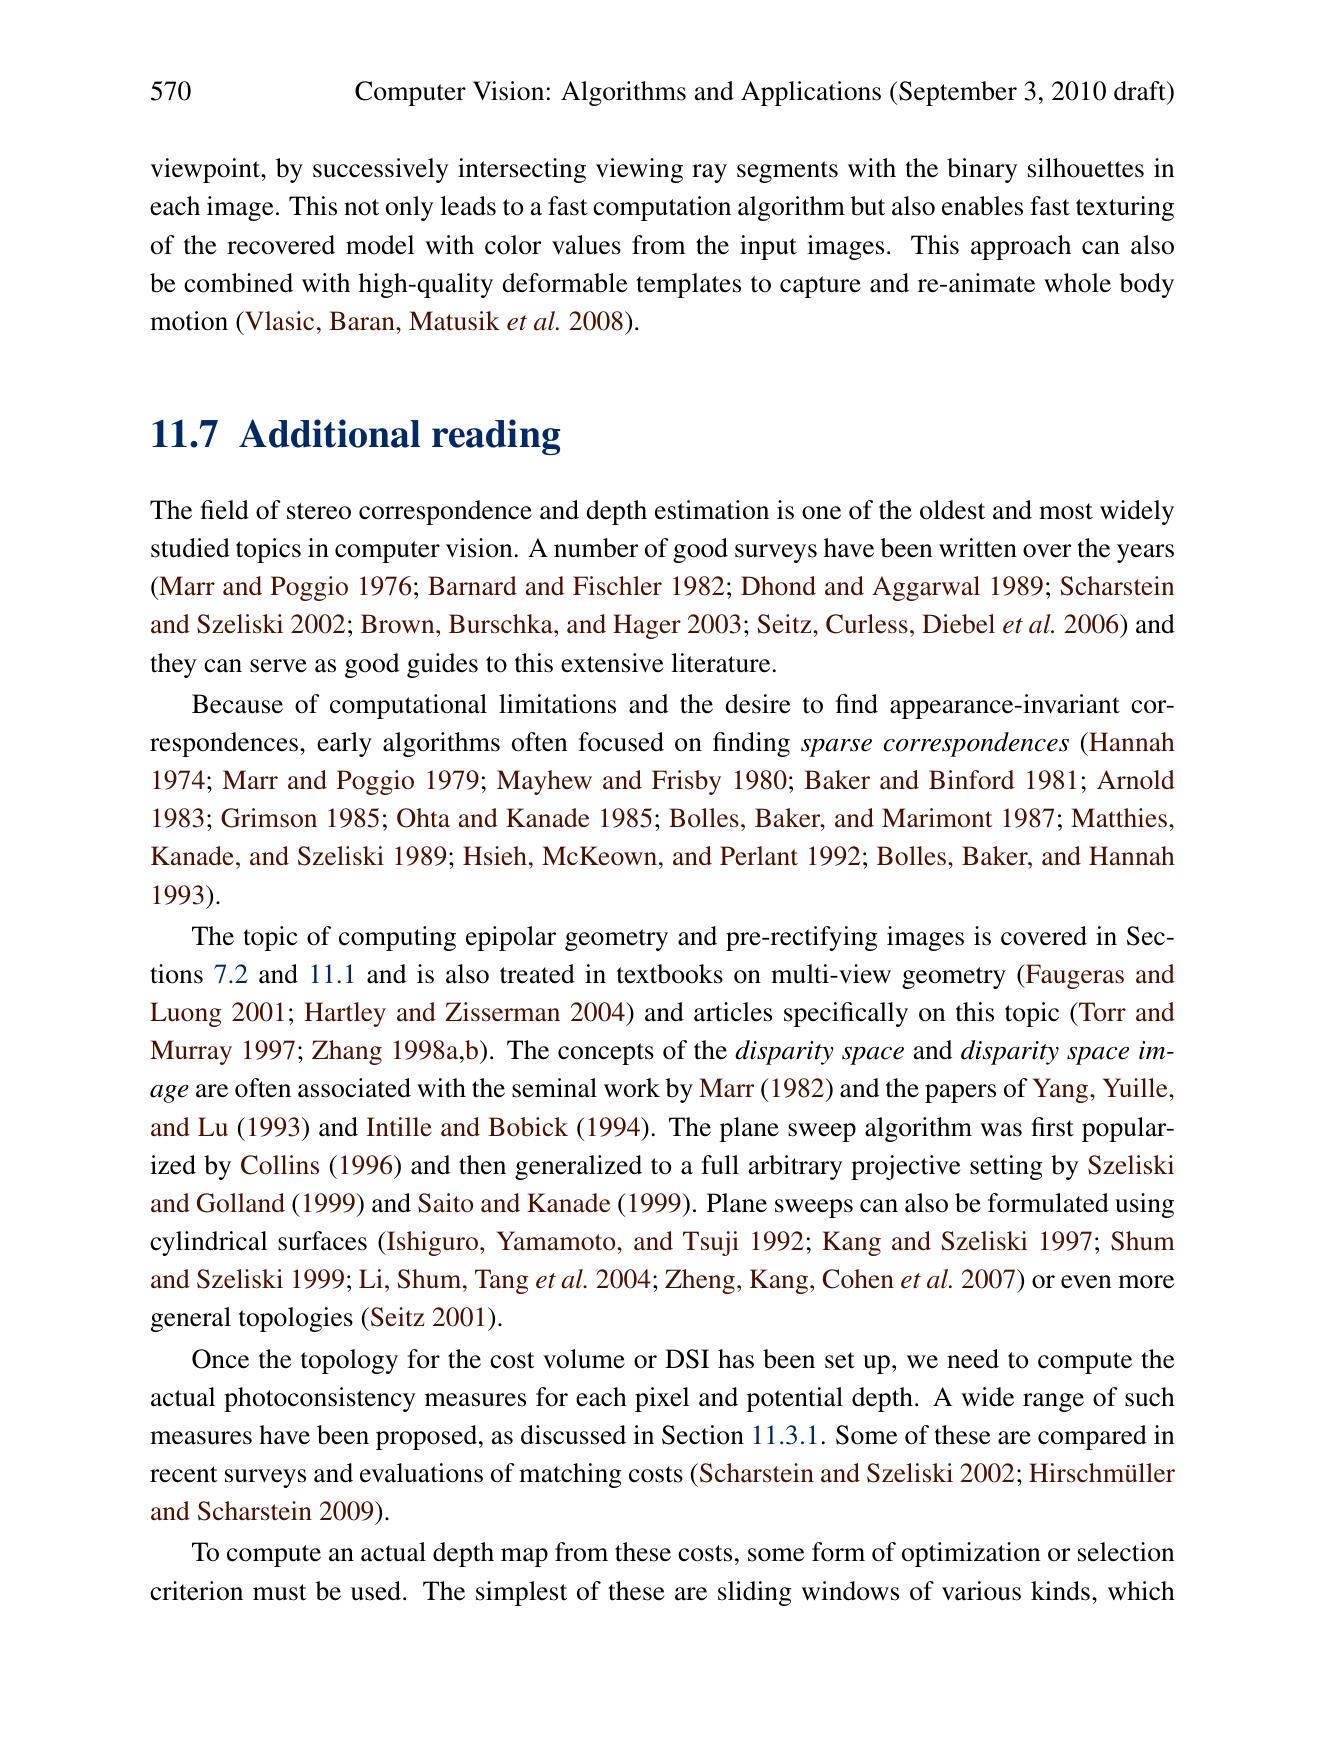 570 Computer Vision: Algorithms and Applications (September 3, 2010 draft)
viewpoint, by successively intersecting viewing ray segments with the binary silhouettes in
each image. This not only leads to a fast computation algorithm but also enables fast texturing
of the recovered model with color values from the input images. This approach can also
be combined with high-quality deformable templates to capture and re-animate whole body
motion (Vlasic, Baran, Matusik et al. 2008).
11.7 Additional reading
The field of stereo correspondence and depth estimation is one of the oldest and most widely
studied topics in computer vision. A number of good surveys have been written over the years
(Marr and Poggio 1976; Barnard and Fischler 1982; Dhond and Aggarwal 1989; Scharstein
and Szeliski 2002; Brown, Burschka, and Hager 2003; Seitz, Curless, Diebel et al. 2006) and
they can serve as good guides to this extensive literature.
Because of computational limitations and the desire to find appearance-invariant cor-
respondences, early algorithms often focused on finding sparse correspondences (Hannah
1974; Marr and Poggio 1979; Mayhew and Frisby 1980; Baker and Binford 1981; Arnold
1983; Grimson 1985; Ohta and Kanade 1985; Bolles, Baker, and Marimont 1987; Matthies,
Kanade, and Szeliski 1989; Hsieh, McKeown, and Perlant 1992; Bolles, Baker, and Hannah
1993).
The topic of computing epipolar geometry and pre-rectifying images is covered in Sec-
tions 7.2 and 11.1 and is also treated in textbooks on multi-view geometry (Faugeras and
Luong 2001; Hartley and Zisserman 2004) and articles specifically on this topic (Torr and
Murray 1997; Zhang 1998a,b). The concepts of the disparity space and disparity space im-
age are often associated with the seminal work by Marr (1982) and the papers of Yang, Yuille,
and Lu (1993) and Intille and Bobick (1994). The plane sweep algorithm was first popular-
ized by Collins (1996) and then generalized to a full arbitrary projective setting by Szeliski
and Golland (1999) and Saito and Kanade (1999). Plane sweeps can also be formulated using
cylindrical surfaces (Ishiguro, Yamamoto, and Tsuji 1992; Kang and Szeliski 1997; Shum
and Szeliski 1999; Li, Shum, Tang et al. 2004; Zheng, Kang, Cohen et al. 2007) or even more
general topologies (Seitz 2001).
Once the topology for the cost volume or DSI has been set up, we need to compute the
actual photoconsistency measures for each pixel and potential depth. A wide range of such
measures have been proposed, as discussed in Section 11.3.1. Some of these are compared in
recent surveys and evaluations of matching costs (Scharstein and Szeliski 2002; Hirschmüller
and Scharstein 2009).
To compute an actual depth map from these costs, some form of optimization or selection
criterion must be used. The simplest of these are sliding windows of various kinds, which